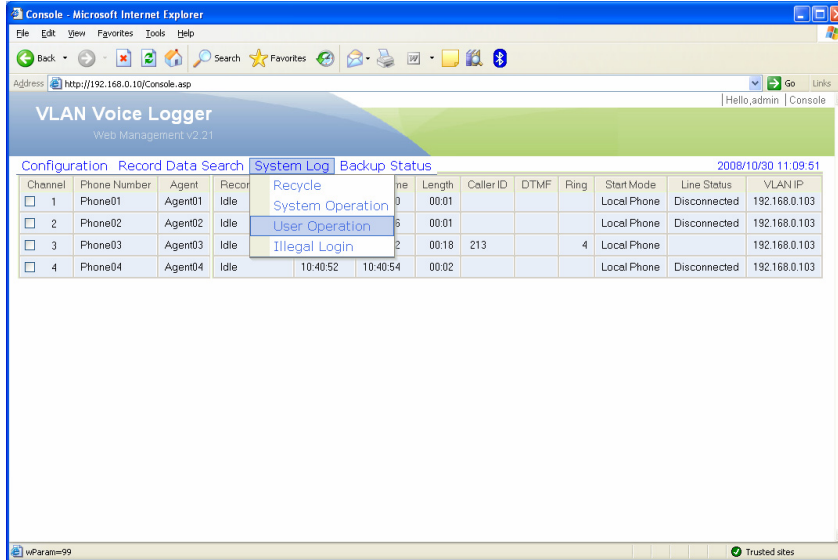 Console - Microsoft Internet Explorer
File Edit View Favorites Tools Help
Back Search Favorites
Address http://192.168.0.10/Console.asp Go Links
Hello,admin | Console
VLAN Voice Logger
Web Management v2.21
Configuration Record Data Search System Log Backup Status 2008/10/30 11:09:51
Channel Phone Number Agent Length Caller ID DTMF Ring Start Mode Line Status VLAN IP
1 Phone01 Agent01 Idle 00:01 Local Phone Disconnected 192.168.0.103
2 Phone02 Agent02 Idle 00:01 Local Phone Disconnected 192.168.0.103
3 Phone03 Agent03 Idle 00:18 213 4 Local Phone 192.168.0.103
4 Phone04 Agent04 Idle 10:40:52 10:40:54 00:02 Local Phone Disconnected 192.168.0.103
Recycle
System Operation
User Operation
Illegal Login
wParam=99 Trusted sites